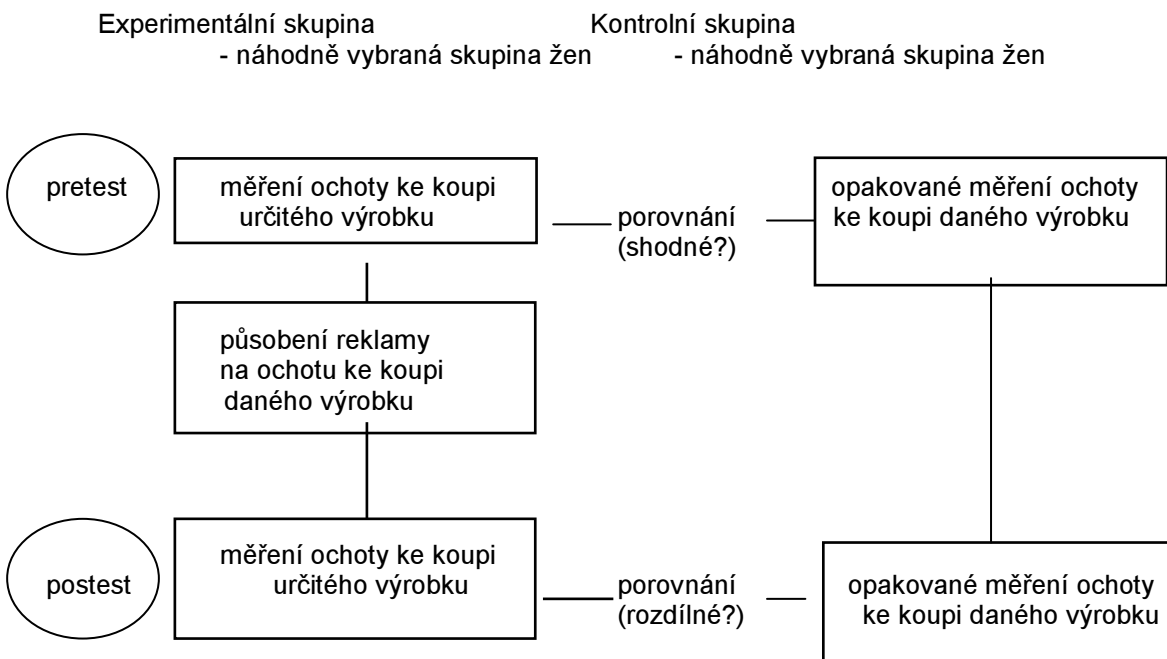 Experimentální skupina
- náhodně vybraná skupina žen
Kontrolní skupina
- náhodně vybraná skupina žen
pretest
měření ochoty ke koupi
určitého výrobku
porovnání
(shodné?)
opakované měření ochoty
ke koupi daného výrobku
působení reklamy
na ochotu ke koupi
daného výrobku
postest
měření ochoty ke koupi
určitého výrobku
porovnání
(rozdílné?)
opakované měření ochoty
ke koupi daného výrobku